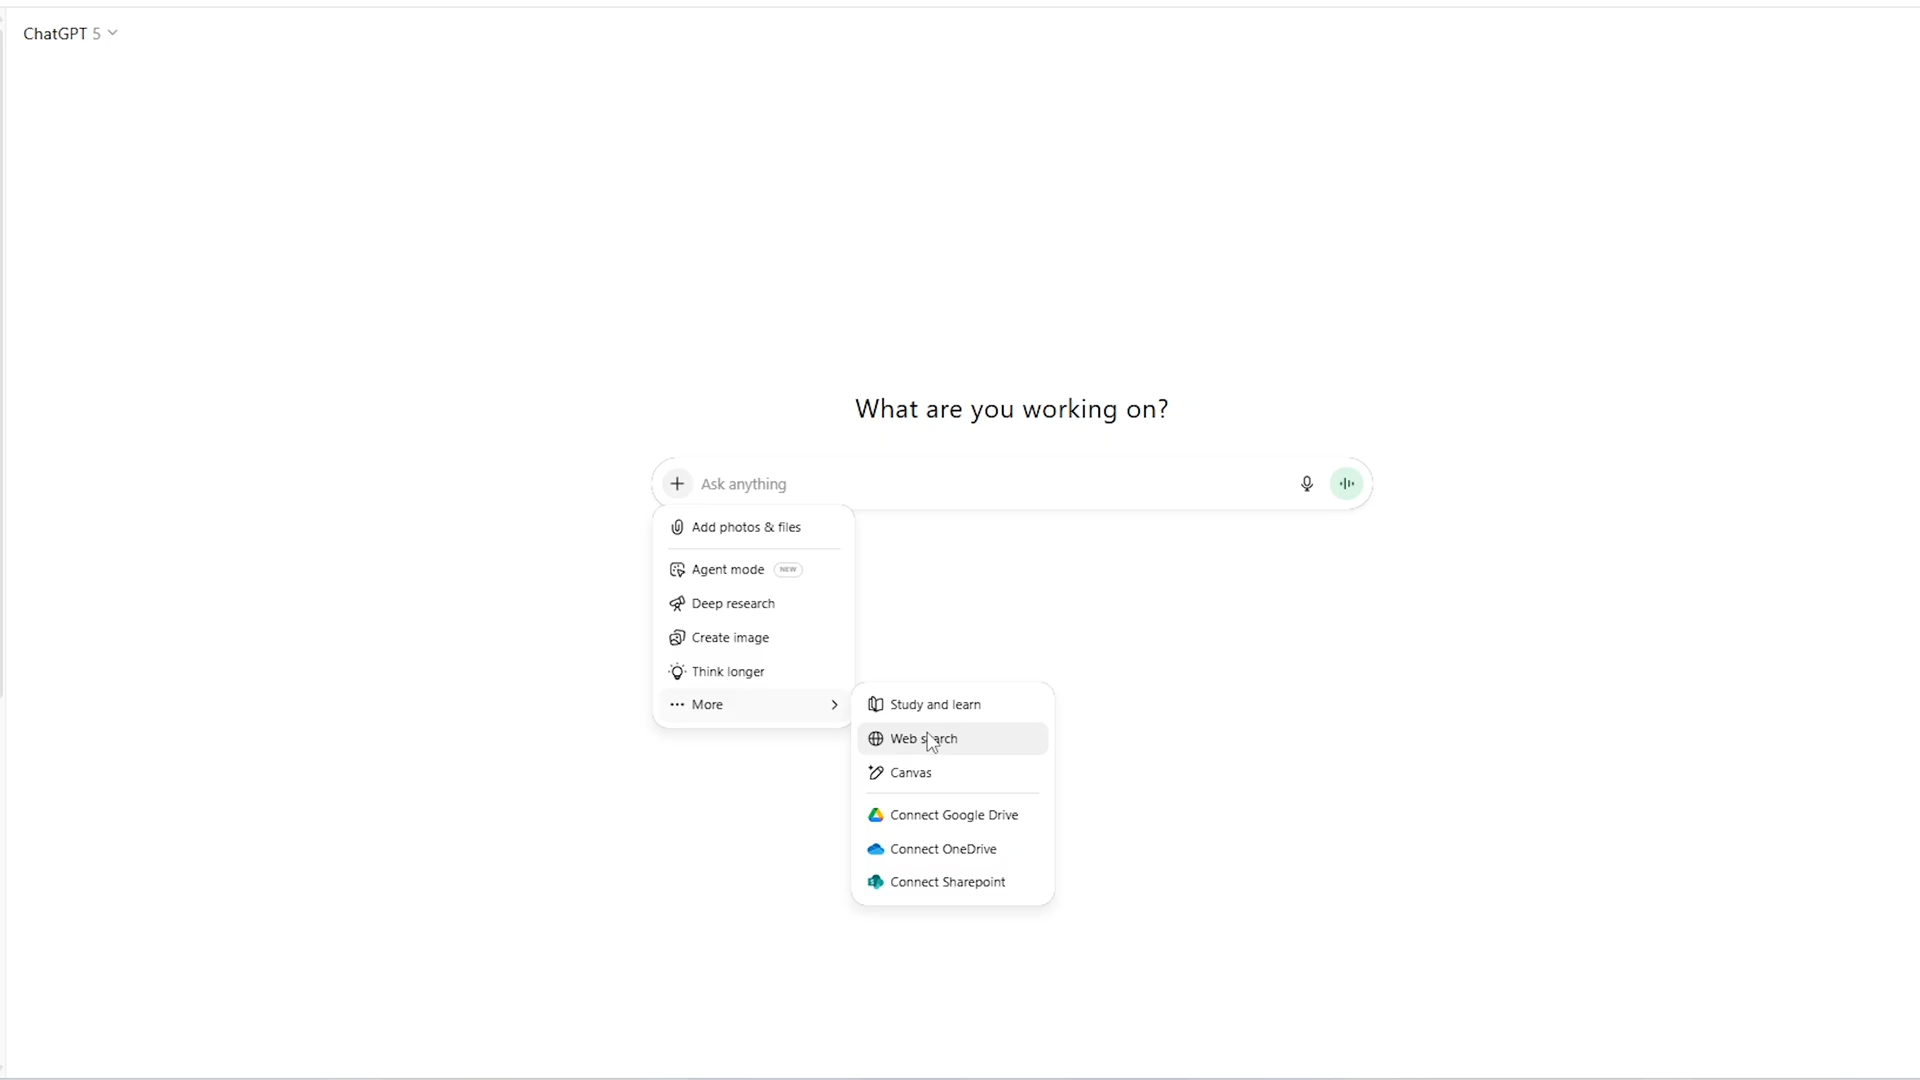 ChatGPT 5
What are you working on?
Ask anything
Add photos & files
Agent mode NEW
Deep research
Create image
Think longer
More
Study and learn
Web search
Canvas
Connect Google Drive
Connect OneDrive
Connect Sharepoint